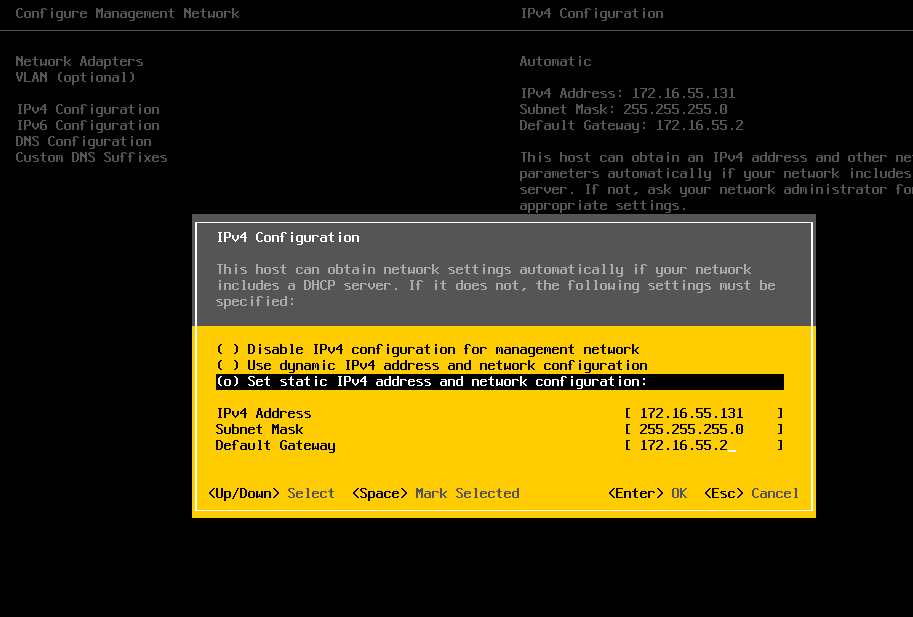 Configure Management Network
IPv4 Configuration
Network Adapters
VLAN (optional)
IPv4 Configuration
IPv6 Configuration
DNS Configuration
Custom DNS Suffixes
Automatic
IPv4 Address: 172.16.55.131
Subnet Mask: 255.255.255.0
Default Gateway: 172.16.55.2
This host can obtain an IPv4 address and other ne
parameters automatically if your network includes
server. If not, ask your network administrator fo
appropriate settings.
IPv4 Configuration
This host can obtain network settings automatically if your network
includes a DHCP server. If it does not, the following settings must be
specified:
( ) Disable IPv4 configuration for management network
( ) Use dynamic IPv4 address and network configuration
(o) Set static IPv4 address and network configuration:
IPv4 Address [ 172.16.55.131 ]
Subnet Mask [ 255.255.255.0 ]
Default Gateway [ 172.16.55.2_ ]
<Up/Down> Select <Space> Mark Selected <Enter> OK <Esc> Cancel